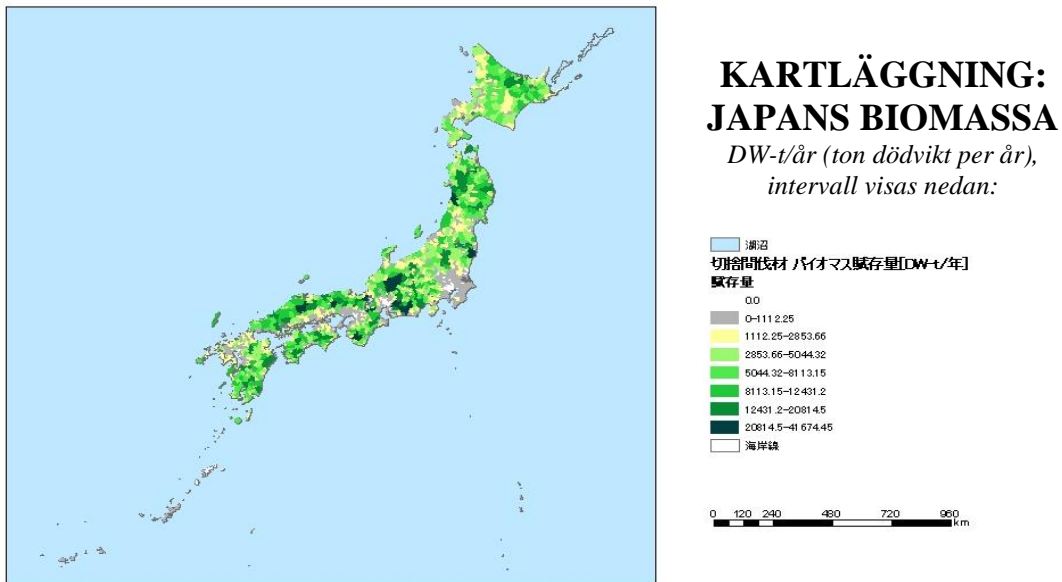 KARTLÄGGNING:
JAPANS BIOMASSA
DW-t/år (ton dödvikt per år),
intervall visas nedan:
湖沼
切捨間伐材 バイオマス賦存量[DW-t/年]
賦存量
0.0
0-1112.25
1112.25-2853.66
2853.66-5044.32
5044.32-8113.15
8113.15-12431.2
12431.2-20814.5
20814.5-41674.45
海岸線
0 120 240 480 720 960
km